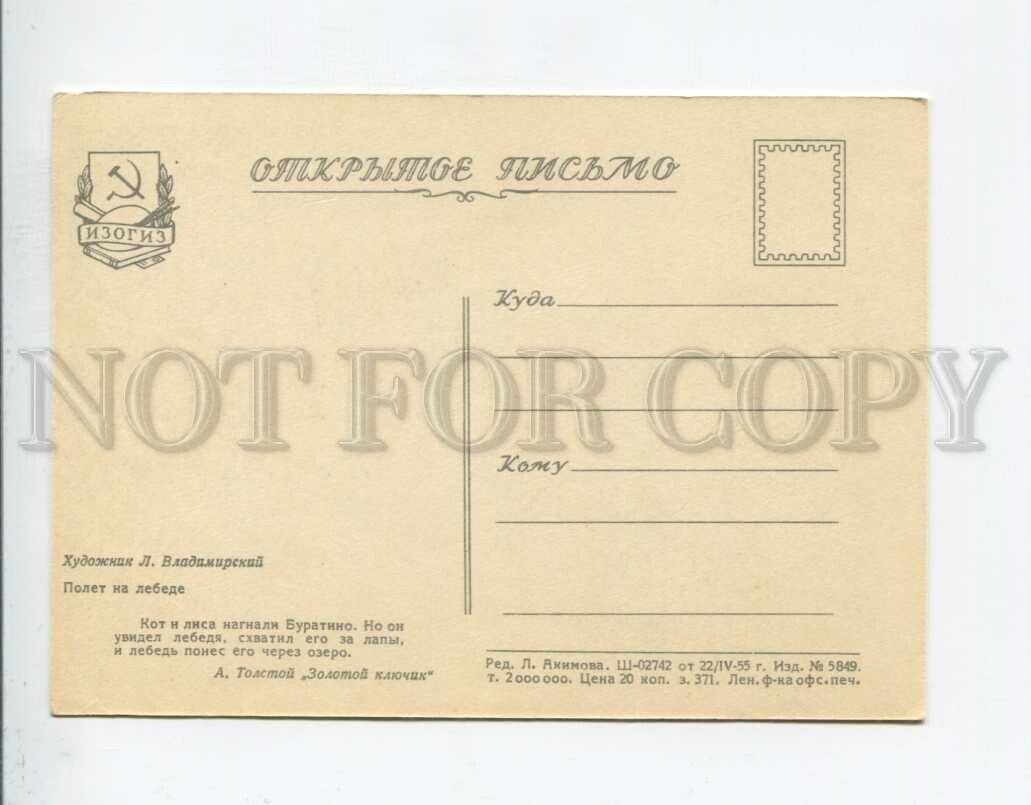 ОТКРЫТОЕ ПИСЬМО
ИЗОГИЗ
Куда
NOT FOR COPY
Кому
Художник Л. Владимирский
Полет на лебеде
Кот и лиса нагнали Буратино. Но он
увидел лебедя, схватил его за лапы,
и лебедь понес его через озеро.
А. Толстой „Золотой ключик“
Ред. Л. Акимова. Ш-02742 от 22/IV-55 г. Изд. № 5849.
т. 2000000. Цена 20 коп. з. 371. Лен. ф-ка офс. печ.